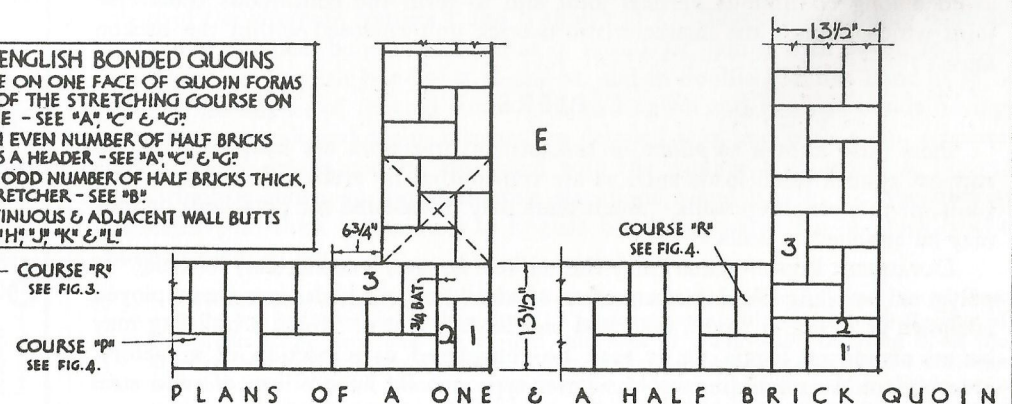 ENGLISH BONDED QUOINS
E ON ONE FACE OF QUOIN FORMS
OF THE STRETCHING COURSE ON
E - SEE "A", "C" & "G".
EVEN NUMBER OF HALF BRICKS
S A HEADER - SEE "A", "C" & "G".
ODD NUMBER OF HALF BRICKS THICK,
RETCHER - SEE "B".
TINUOUS & ADJACENT WALL BUTTS
"H", "J", "K" & "L".
COURSE "R"
SEE FIG.3.
COURSE "P"
SEE FIG.4.
6¾"
3
¾ BAT
2 1
X
E
13½"
13½"
COURSE "R"
SEE FIG.4.
3
2
1
PLANS OF A ONE & A HALF BRICK QUOIN